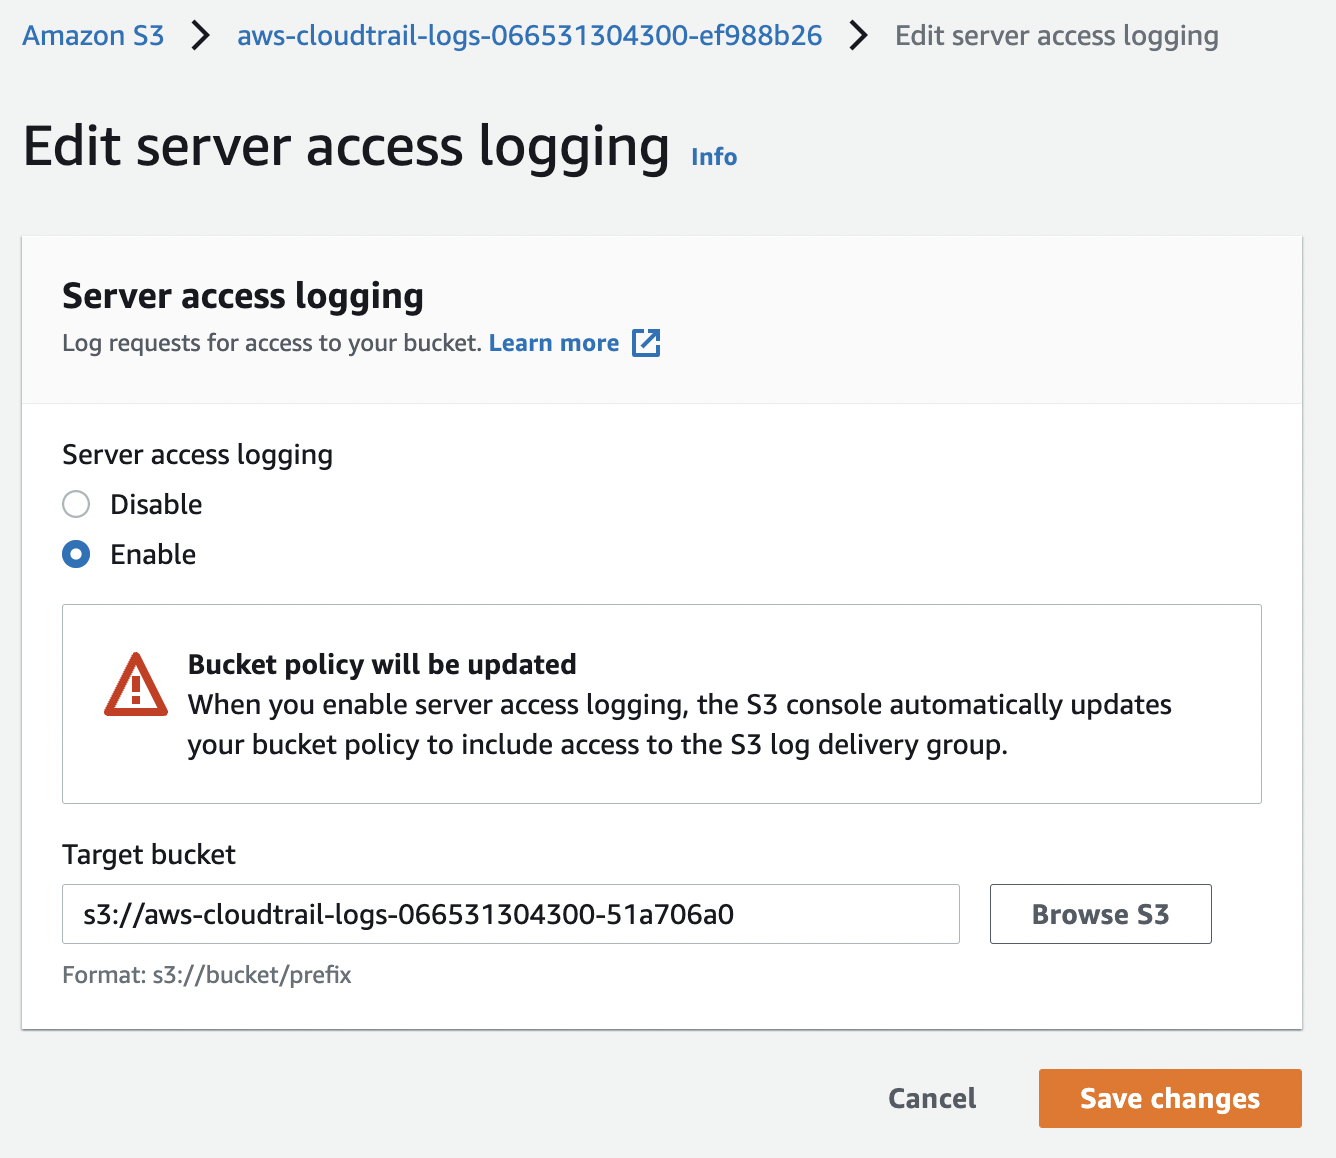 Amazon S3 > aws-cloudtrail-logs-066531304300-ef988b26 > Edit server access logging
Edit server access logging Info
Server access logging
Log requests for access to your bucket. Learn more
Server access logging
Disable
Enable
Bucket policy will be updated
When you enable server access logging, the S3 console automatically updates
your bucket policy to include access to the S3 log delivery group.
Target bucket
s3://aws-cloudtrail-logs-066531304300-51a706a0
Browse S3
Format: s3://bucket/prefix
Cancel
Save changes